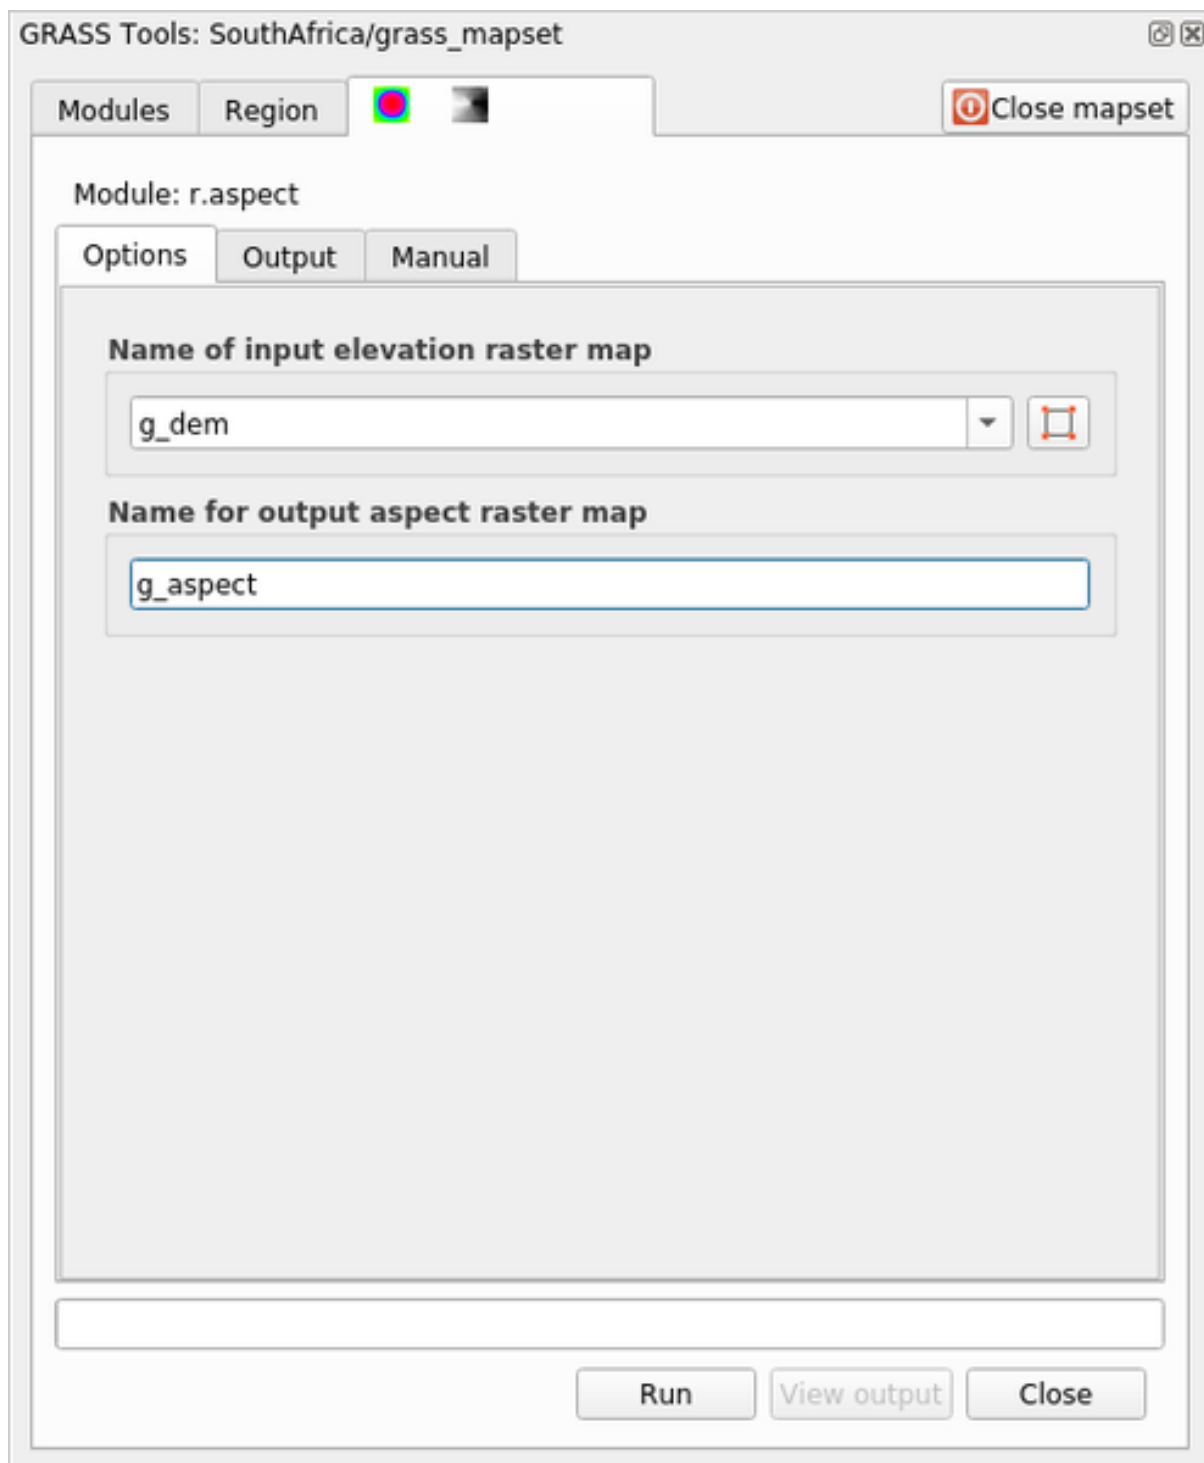 GRASS Tools: SouthAfrica/grass_mapset
Modules Region Close mapset
Module: r.aspect
Options Output Manual
Name of input elevation raster map
g_dem
Name for output aspect raster map
g_aspect
Run View output Close